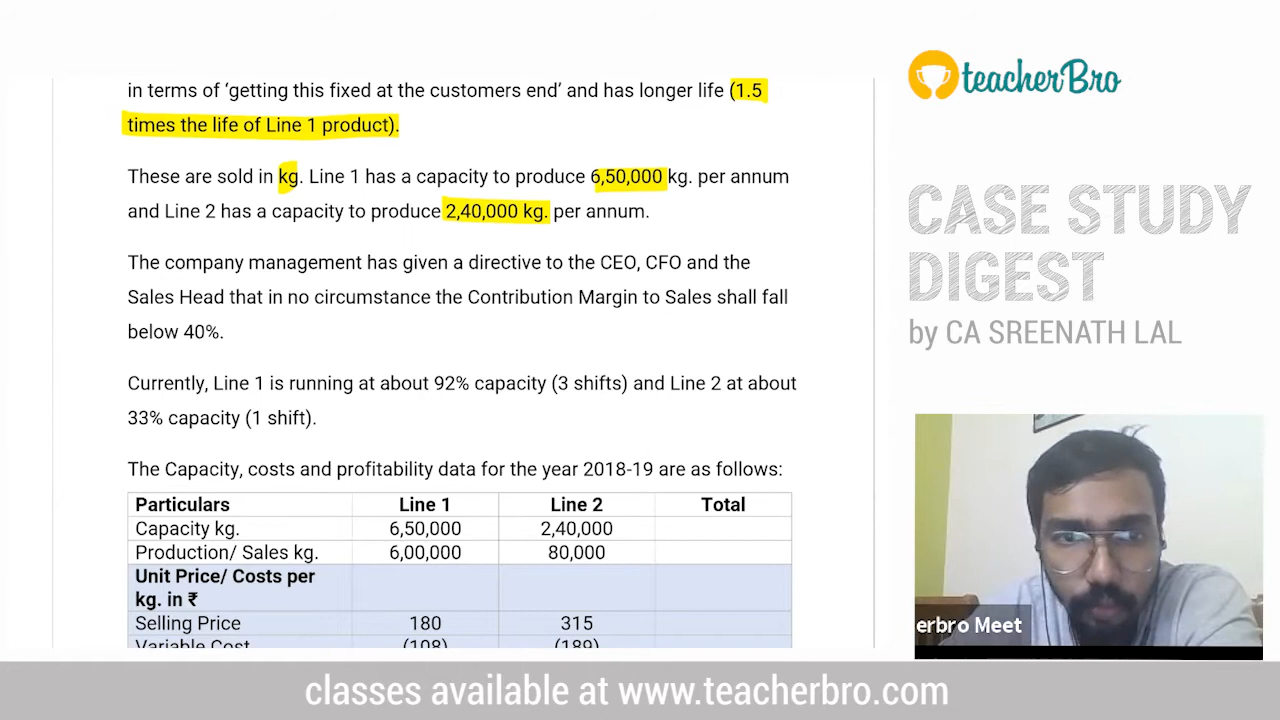 in terms of ‘getting this fixed at the customers end’ and has longer life (1.5
times the life of Line 1 product).
These are sold in kg. Line 1 has a capacity to produce 6,50,000 kg. per annum
and Line 2 has a capacity to produce 2,40,000 kg. per annum.
The company management has given a directive to the CEO, CFO and the
Sales Head that in no circumstance the Contribution Margin to Sales shall fall
below 40%.
Currently, Line 1 is running at about 92% capacity (3 shifts) and Line 2 at about
33% capacity (1 shift).
The Capacity, costs and profitability data for the year 2018-19 are as follows:
Particulars Line 1 Line 2 Total
Capacity kg. 6,50,000 2,40,000
Production/ Sales kg. 6,00,000 80,000
Unit Price/ Costs per
kg. in ₹
Selling Price 180 315
Variable Cost (108) (189)
teacherBro
CASE STUDY
DIGEST
by CA SREENATH LAL
erbro Meet
classes available at www.teacherbro.com